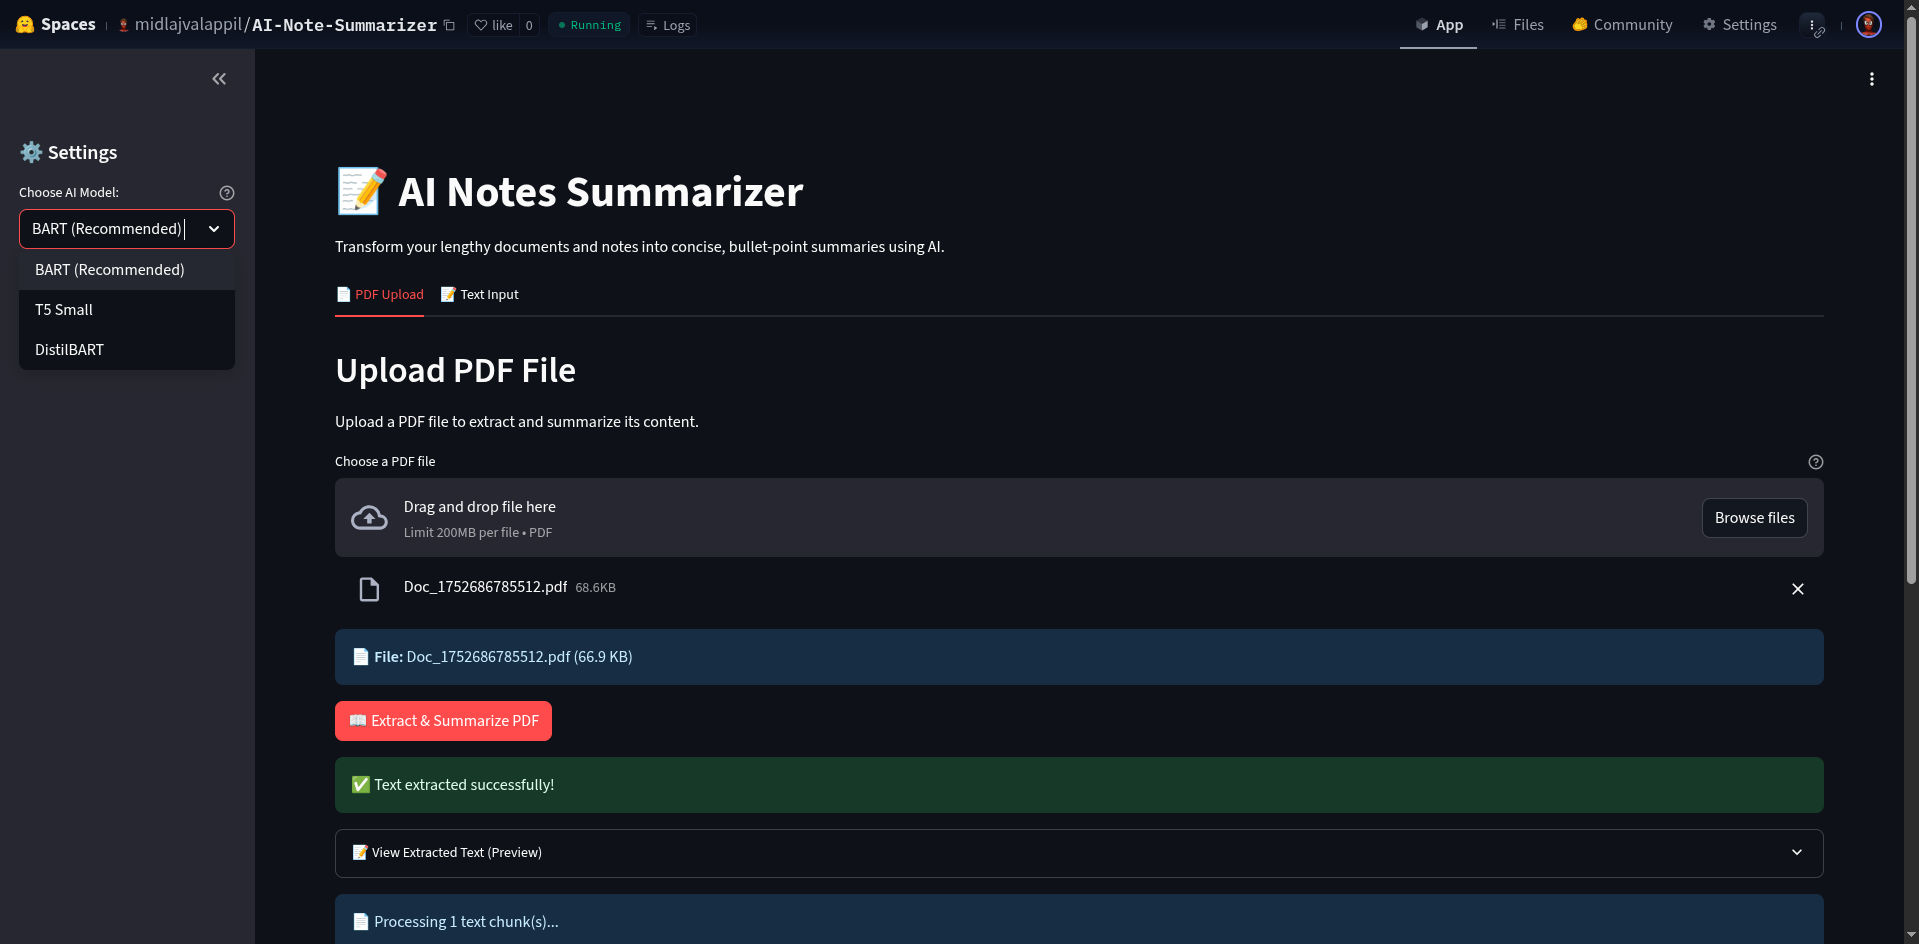 Spaces midlajvalappil/AI-Note-Summarizer like 0 Running Logs App Files Community Settings
Settings
Choose AI Model:
BART (Recommended)
BART (Recommended)
T5 Small
DistilBART
AI Notes Summarizer
Transform your lengthy documents and notes into concise, bullet-point summaries using AI.
PDF Upload Text Input
Upload PDF File
Upload a PDF file to extract and summarize its content.
Choose a PDF file
Drag and drop file here
Limit 200MB per file • PDF
Browse files
Doc_1752686785512.pdf 68.6KB
File: Doc_1752686785512.pdf (66.9 KB)
Extract & Summarize PDF
Text extracted successfully!
View Extracted Text (Preview)
Processing 1 text chunk(s)...